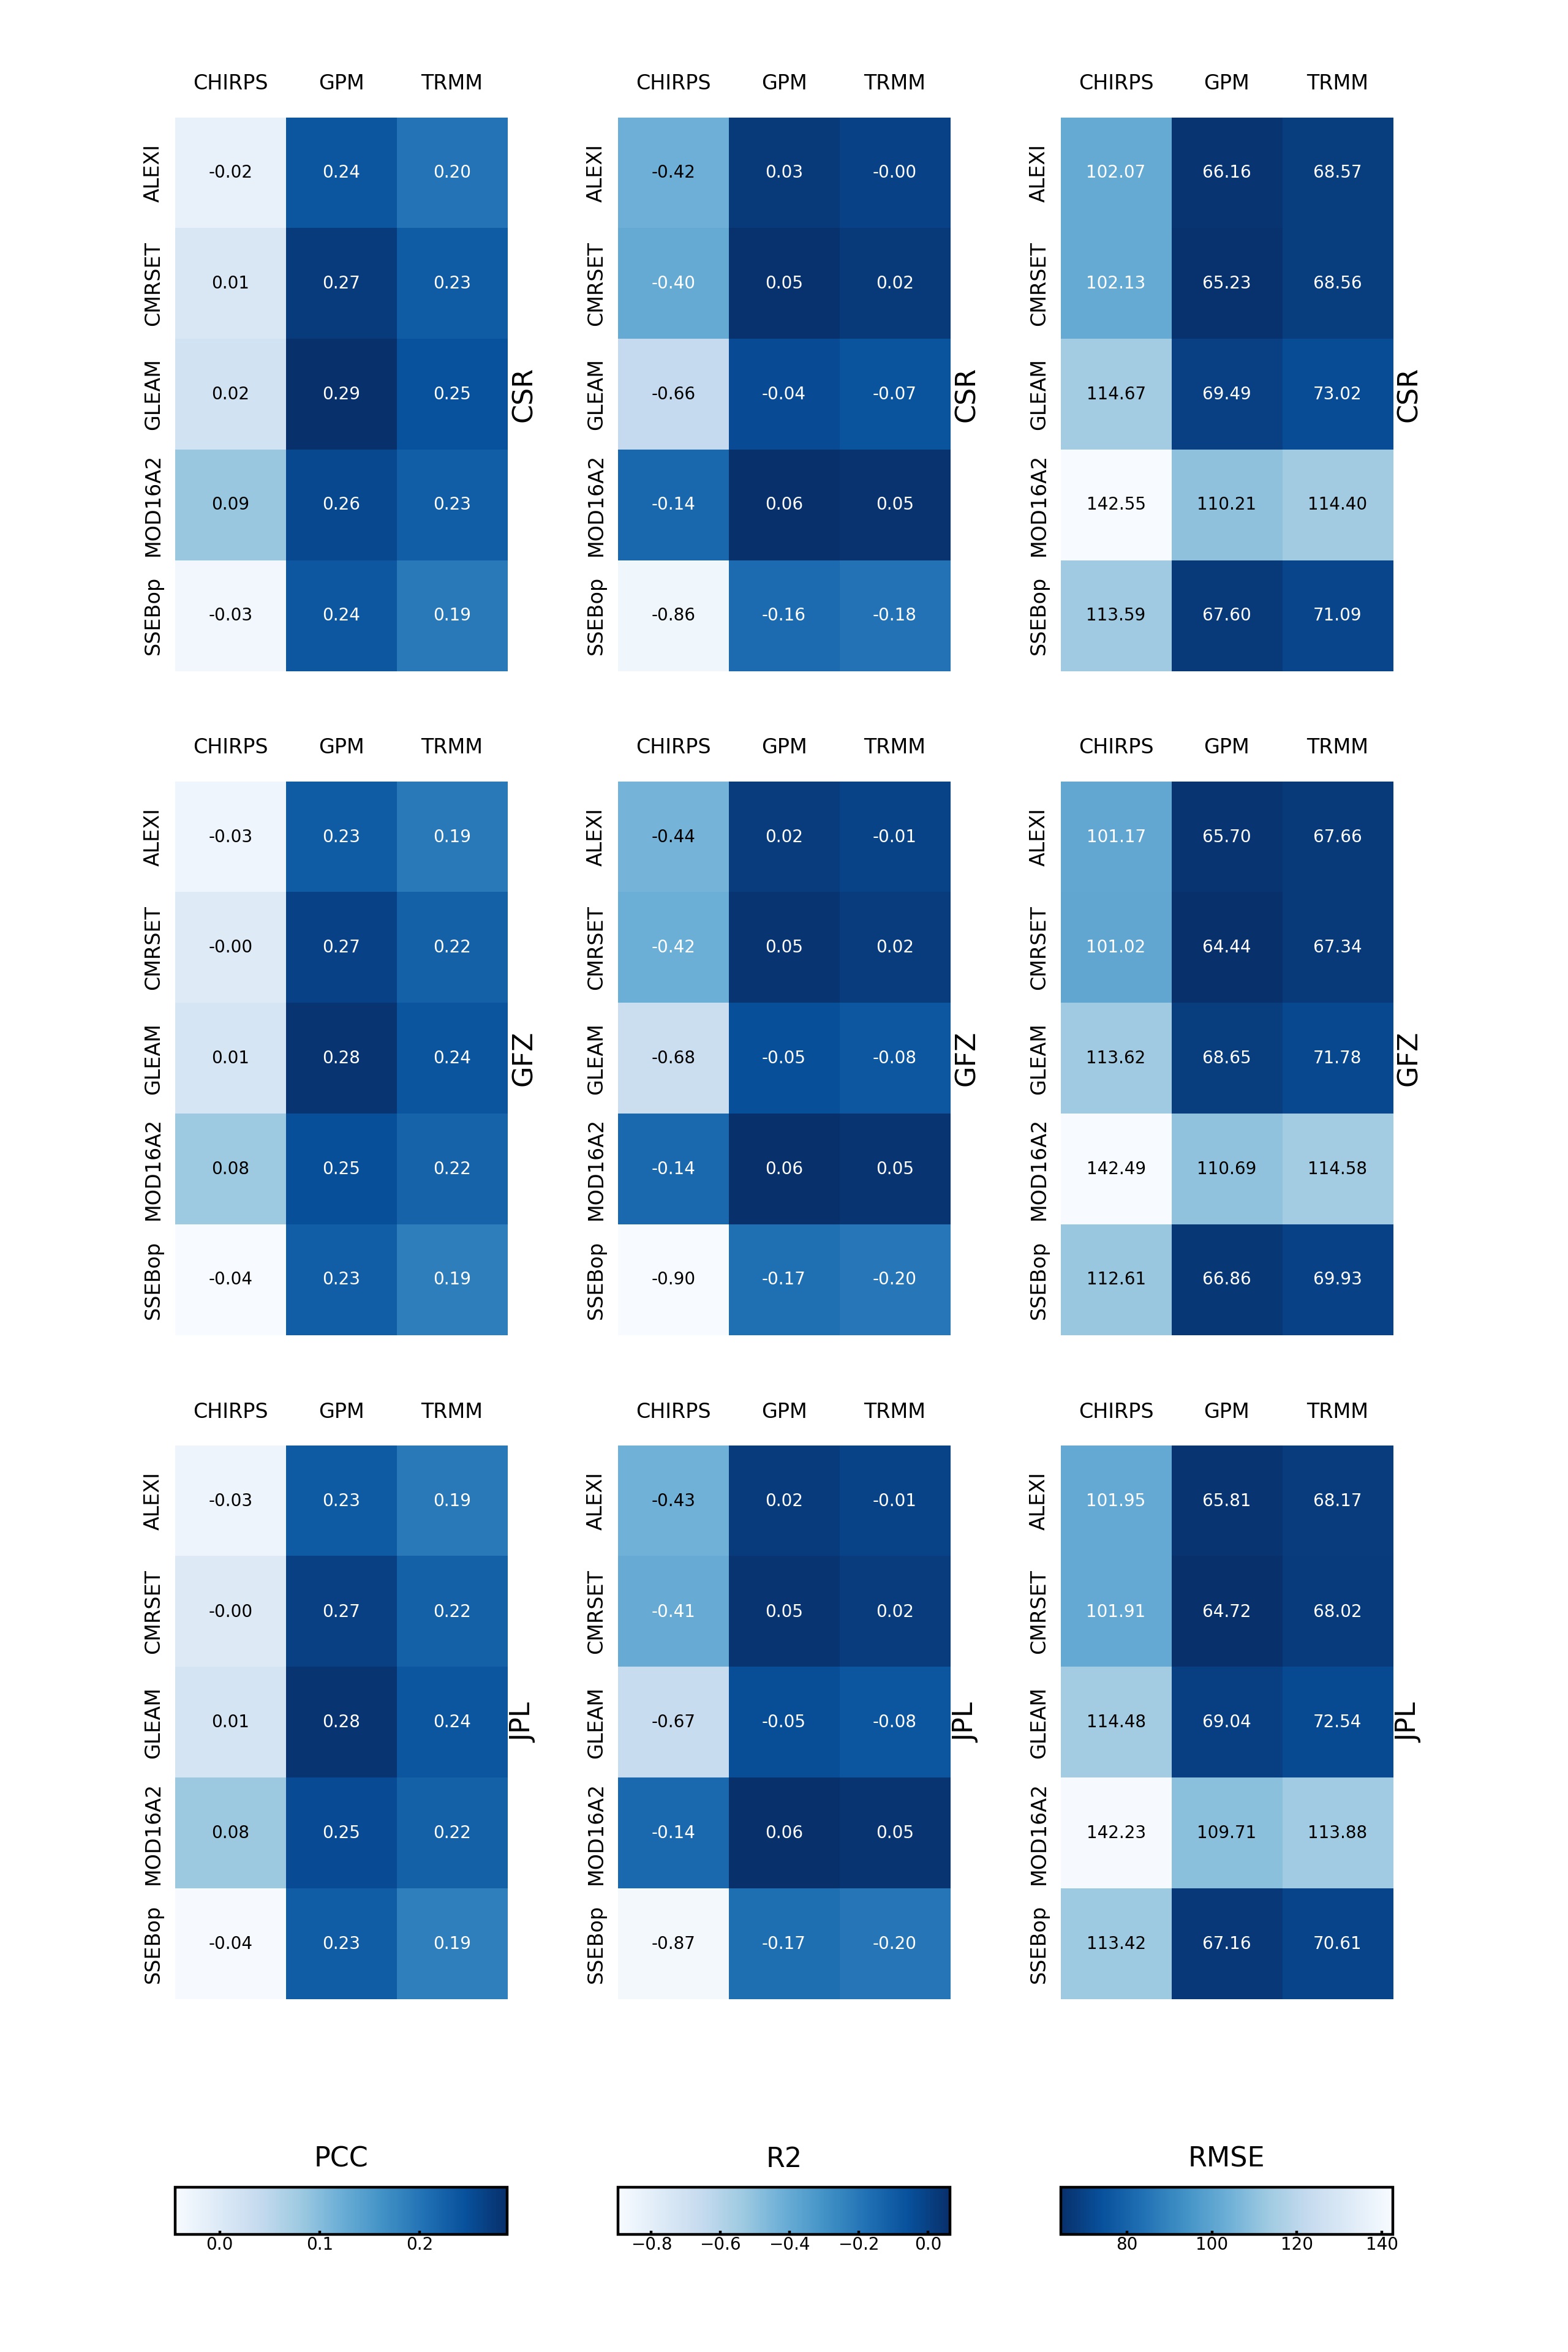 CHIRPS GPM TRMM CHIRPS GPM TRMM CHIRPS GPM TRMM
ALEXI -0.02 0.24 0.20 ALEXI -0.42 0.03 -0.00 ALEXI 102.07 66.16 68.57
CMRSET 0.01 0.27 0.23 CMRSET -0.40 0.05 0.02 CMRSET 102.13 65.23 68.56
GLEAM 0.02 0.29 0.25 CSR GLEAM -0.66 -0.04 -0.07 CSR GLEAM 114.67 69.49 73.02 CSR
MOD16A2 0.09 0.26 0.23 MOD16A2 -0.14 0.06 0.05 MOD16A2 142.55 110.21 114.40
SSEBop -0.03 0.24 0.19 SSEBop -0.86 -0.16 -0.18 SSEBop 113.59 67.60 71.09
CHIRPS GPM TRMM CHIRPS GPM TRMM CHIRPS GPM TRMM
ALEXI -0.03 0.23 0.19 ALEXI -0.44 0.02 -0.01 ALEXI 101.17 65.70 67.66
CMRSET -0.00 0.27 0.22 CMRSET -0.42 0.05 0.02 CMRSET 101.02 64.44 67.34
GLEAM 0.01 0.28 0.24 GFZ GLEAM -0.68 -0.05 -0.08 GFZ GLEAM 113.62 68.65 71.78 GFZ
MOD16A2 0.08 0.25 0.22 MOD16A2 -0.14 0.06 0.05 MOD16A2 142.49 110.69 114.58
SSEBop -0.04 0.23 0.19 SSEBop -0.90 -0.17 -0.20 SSEBop 112.61 66.86 69.93
CHIRPS GPM TRMM CHIRPS GPM TRMM CHIRPS GPM TRMM
ALEXI -0.03 0.23 0.19 ALEXI -0.43 0.02 -0.01 ALEXI 101.95 65.81 68.17
CMRSET -0.00 0.27 0.22 CMRSET -0.41 0.05 0.02 CMRSET 101.91 64.72 68.02
GLEAM 0.01 0.28 0.24 JPL GLEAM -0.67 -0.05 -0.08 JPL GLEAM 114.48 69.04 72.54 JPL
MOD16A2 0.08 0.25 0.22 MOD16A2 -0.14 0.06 0.05 MOD16A2 142.23 109.71 113.88
SSEBop -0.04 0.23 0.19 SSEBop -0.87 -0.17 -0.20 SSEBop 113.42 67.16 70.61
PCC R2 RMSE
0.0 0.1 0.2 −0.8 −0.6 −0.4 −0.2 0.0 80 100 120 140